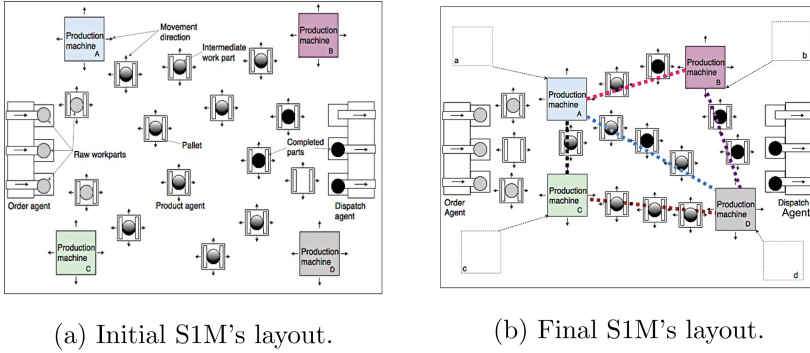 Production
machine
A
Movement
direction
Intermediate
work part
Production
machine
B
Raw workparts
Pallet
Completed
parts
Order agent
Product agent
Dispatch
agent
Production
machine
C
Production
machine
D
(a) Initial S1M's layout.
a
Production
machine
B
b
Production
machine
A
Order
Agent
Production
machine
C
Production
machine
D
Dispatch
Agent
c
d
(b) Final S1M's layout.